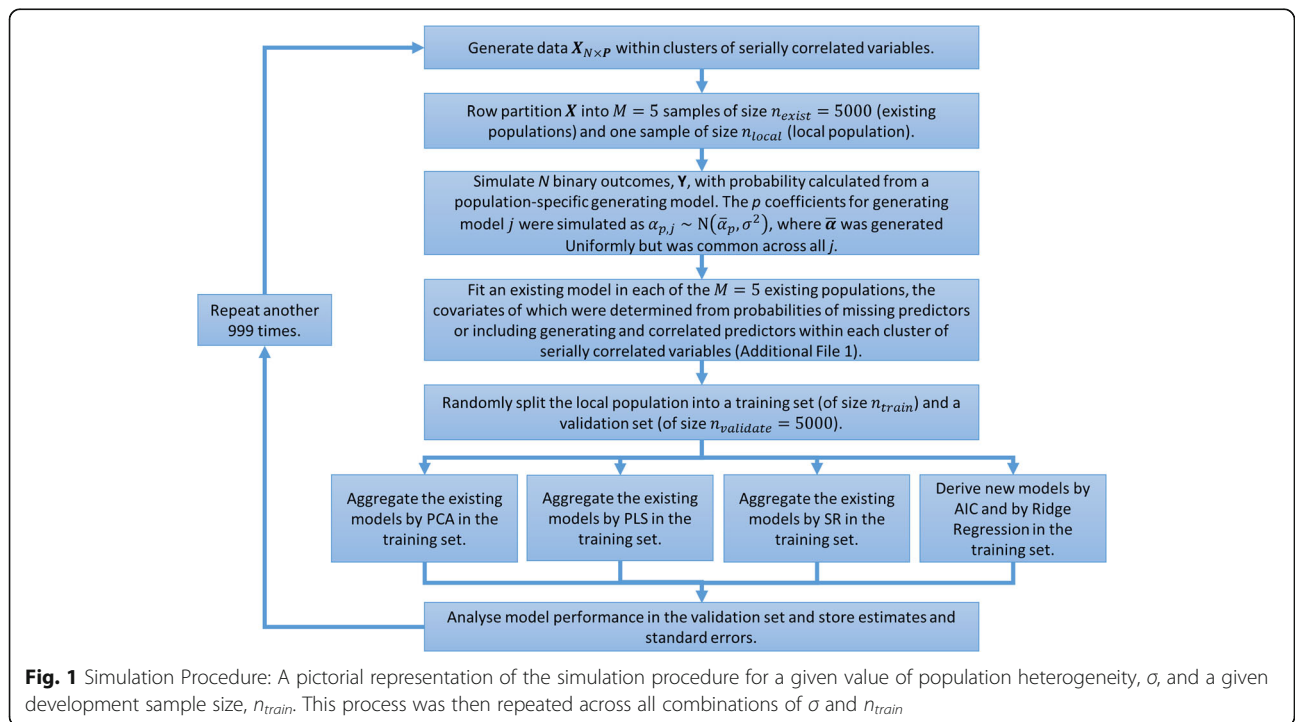 Generate data X_{N×P} within clusters of serially correlated variables.
Row partition X into M = 5 samples of size n_{exist} = 5000 (existing
populations) and one sample of size n_{local} (local population).
Simulate N binary outcomes, Y, with probability calculated from a
population-specific generating model. The p coefficients for generating
model j were simulated as α_{p,j} ~ N(ᾱ_p, σ²), where ᾱ was generated
Uniformly but was common across all j.
Fit an existing model in each of the M = 5 existing populations, the
covariates of which were determined from probabilities of missing predictors
or including generating and correlated predictors within each cluster of
serially correlated variables (Additional File 1).
Repeat another
999 times.
Randomly split the local population into a training set (of size n_{train}) and a
validation set (of size n_{validate} = 5000).
Aggregate the existing
models by PCA in the
training set.
Aggregate the existing
models by PLS in the
training set.
Aggregate the existing
models by SR in the
training set.
Derive new models by
AIC and by Ridge
Regression in the
training set.
Analyse model performance in the validation set and store estimates and
standard errors.
Fig. 1 Simulation Procedure: A pictorial representation of the simulation procedure for a given value of population heterogeneity, σ, and a given
development sample size, n_{train}. This process was then repeated across all combinations of σ and n_{train}